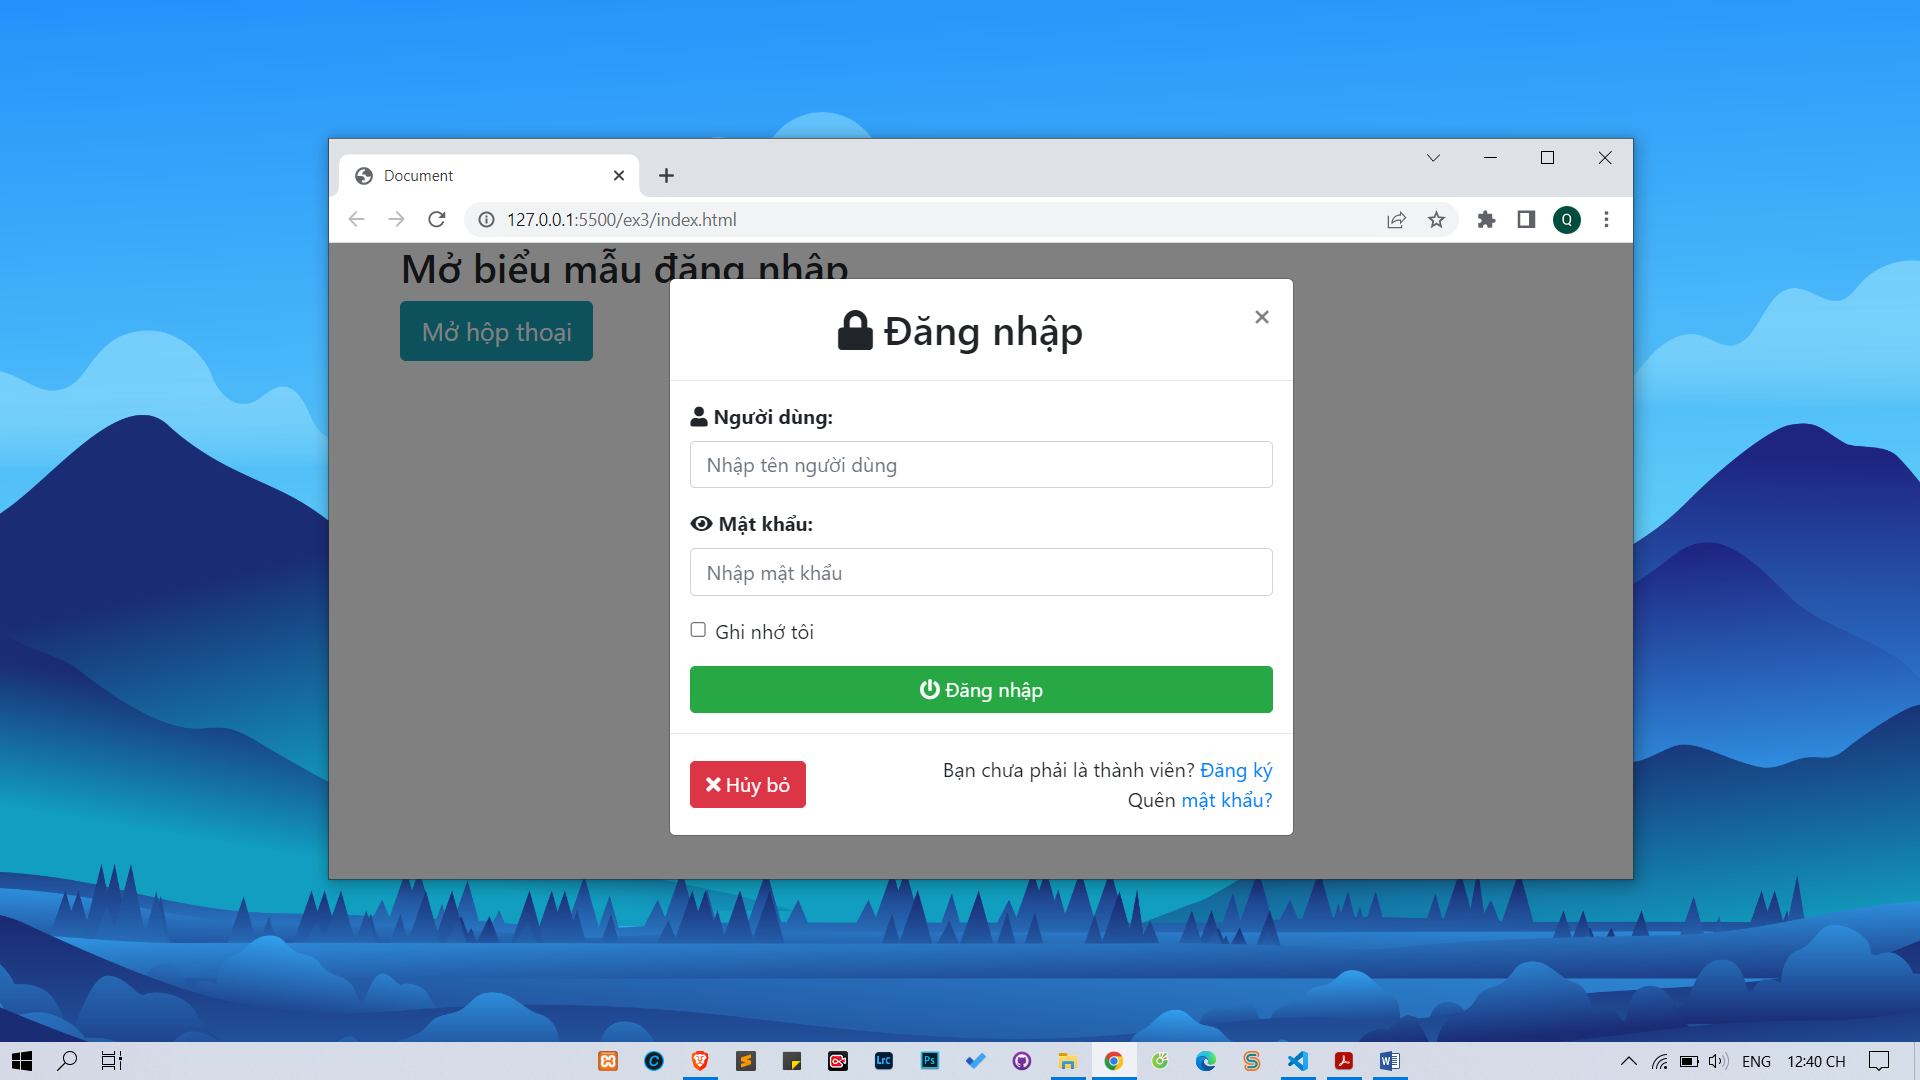 Document
127.0.0.1:5500/ex3/index.html
Q
Mở biểu mẫu đăng nhập
Mở hộp thoại
Đăng nhập
×
Người dùng:
Nhập tên người dùng
Mật khẩu:
Nhập mật khẩu
Ghi nhớ tôi
Đăng nhập
Hủy bỏ
Bạn chưa phải là thành viên? Đăng ký
Quên mật khẩu?
Lrc
Ps
ENG
12:40 CH